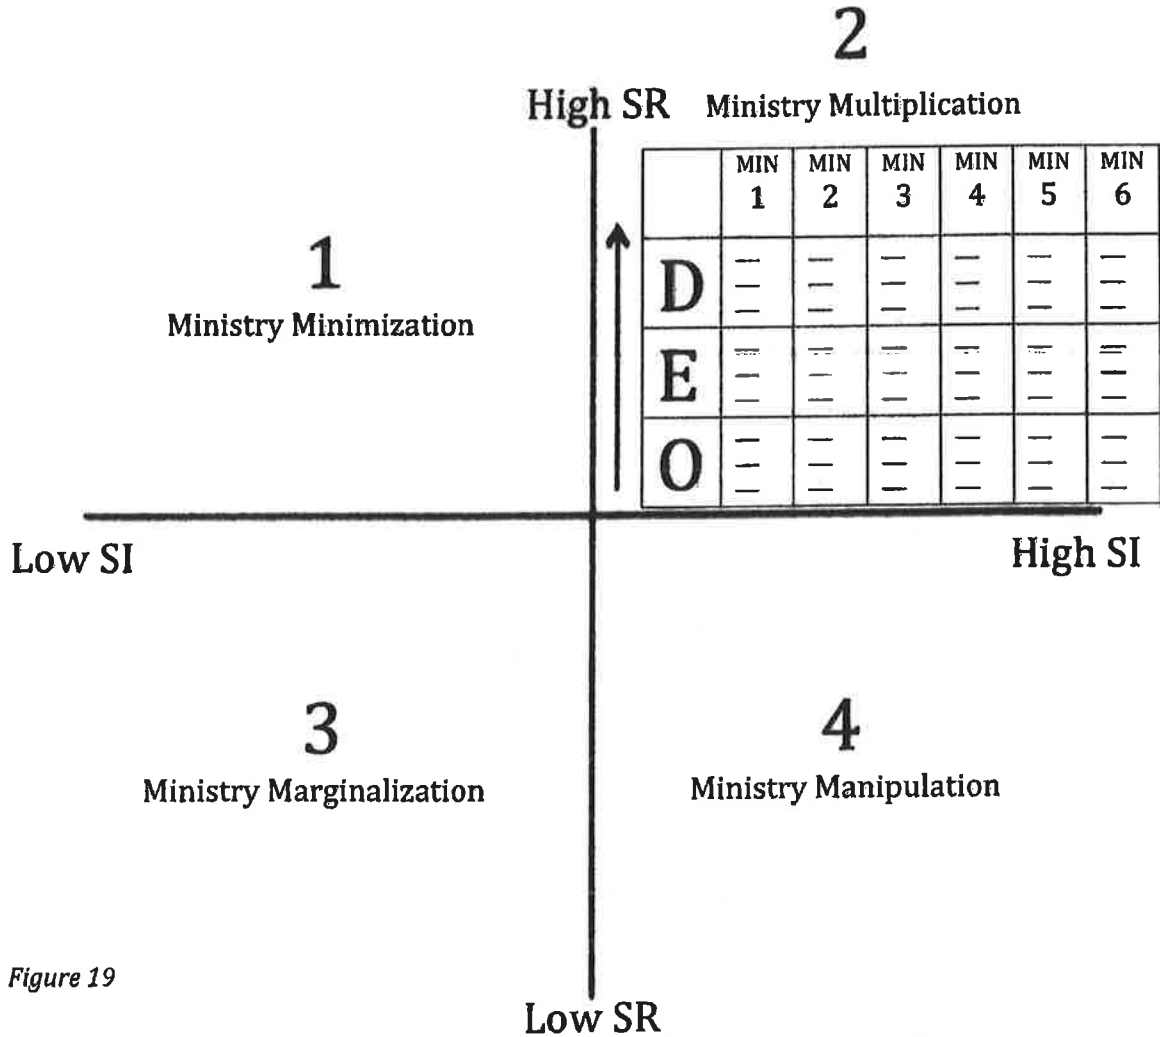 2
High SR Ministry Multiplication
MIN MIN MIN MIN MIN MIN
1 2 3 4 5 6
1
Ministry Minimization
D
E
O
Low SI
High SI
3
Ministry Marginalization
4
Ministry Manipulation
Figure 19
Low SR